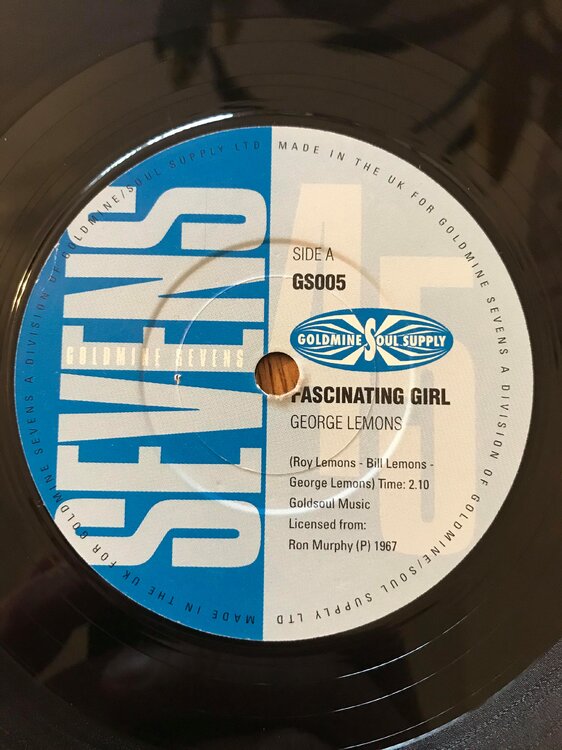 MADE IN THE UK FOR GOLDMINE SEVENS A DIVISION OF GOLDMINE/SOUL SUPPLY LTD
MADE IN THE UK FOR GOLDMINE SEVENS A DIVISION OF GOLDMINE/SOUL SUPPLY LTD
SEVENS
GOLDMINE SEVENS
45
SIDE A
GS005
GOLDMINE SOUL SUPPLY
FASCINATING GIRL
GEORGE LEMONS
(Roy Lemons - Bill Lemons -
George Lemons) Time: 2.10
Goldsoul Music
Licensed from:
Ron Murphy (P) 1967